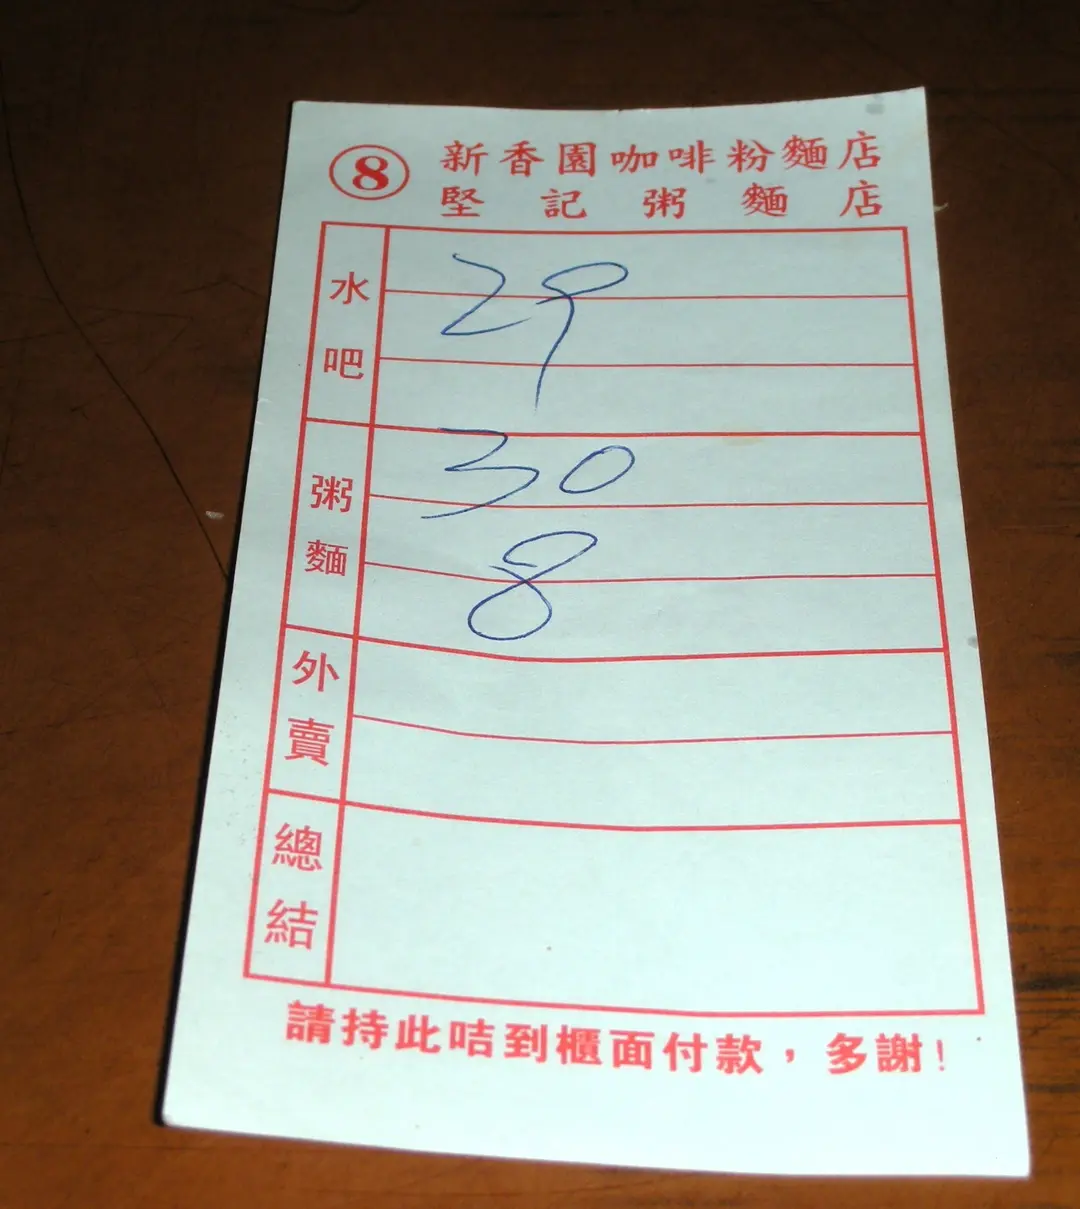 8 新香園咖啡粉麵店
堅記粥麵店
水吧
29
粥麵
30
8
外賣
總結
請持此咭到櫃面付款，多謝！